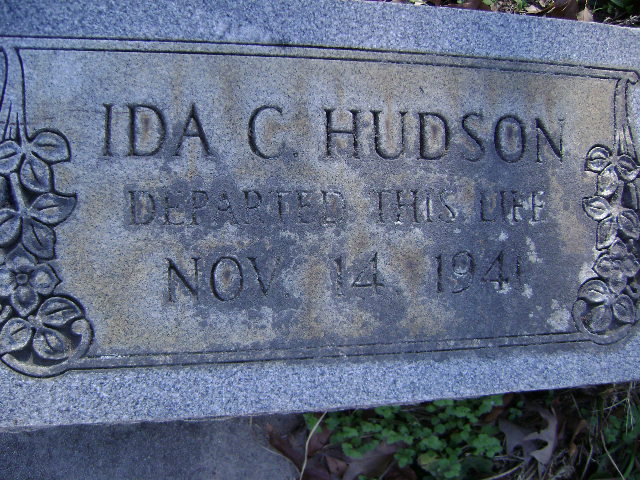 IDA C. HUDSON
DEPARTED THIS LIFE
NOV. 14, 1941